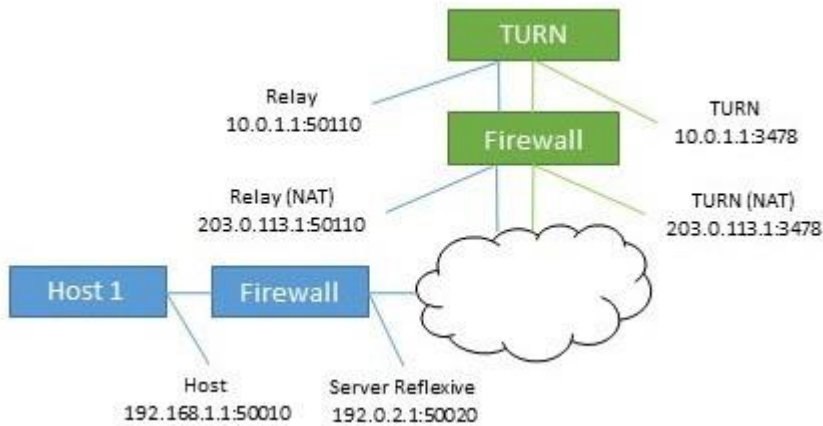 TURN
Relay
10.0.1.1:50110
TURN
10.0.1.1:3478
Firewall
Relay (NAT)
203.0.113.1:50110
TURN (NAT)
203.0.113.1:3478
Host 1
Firewall
Host
192.168.1.1:50010
Server Reflexive
192.0.2.1:50020